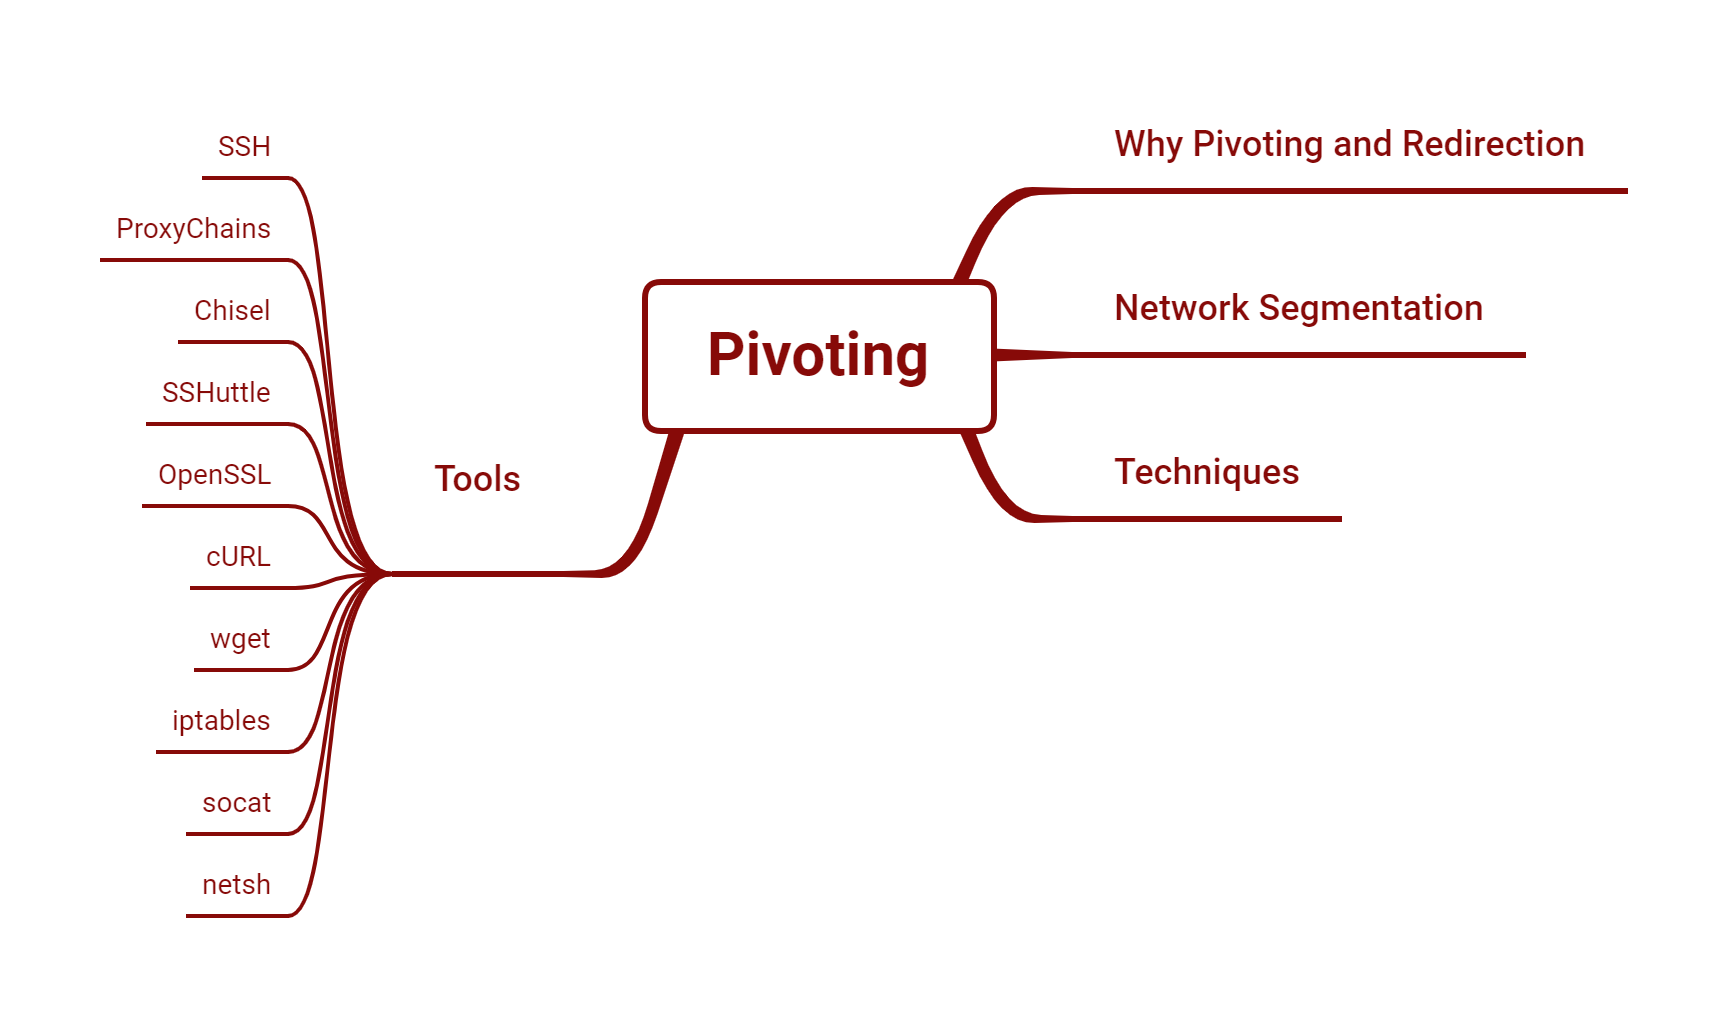 Pivoting
Why Pivoting and Redirection
Network Segmentation
Techniques
Tools
SSH
ProxyChains
Chisel
SSHuttle
OpenSSL
cURL
wget
iptables
socat
netsh